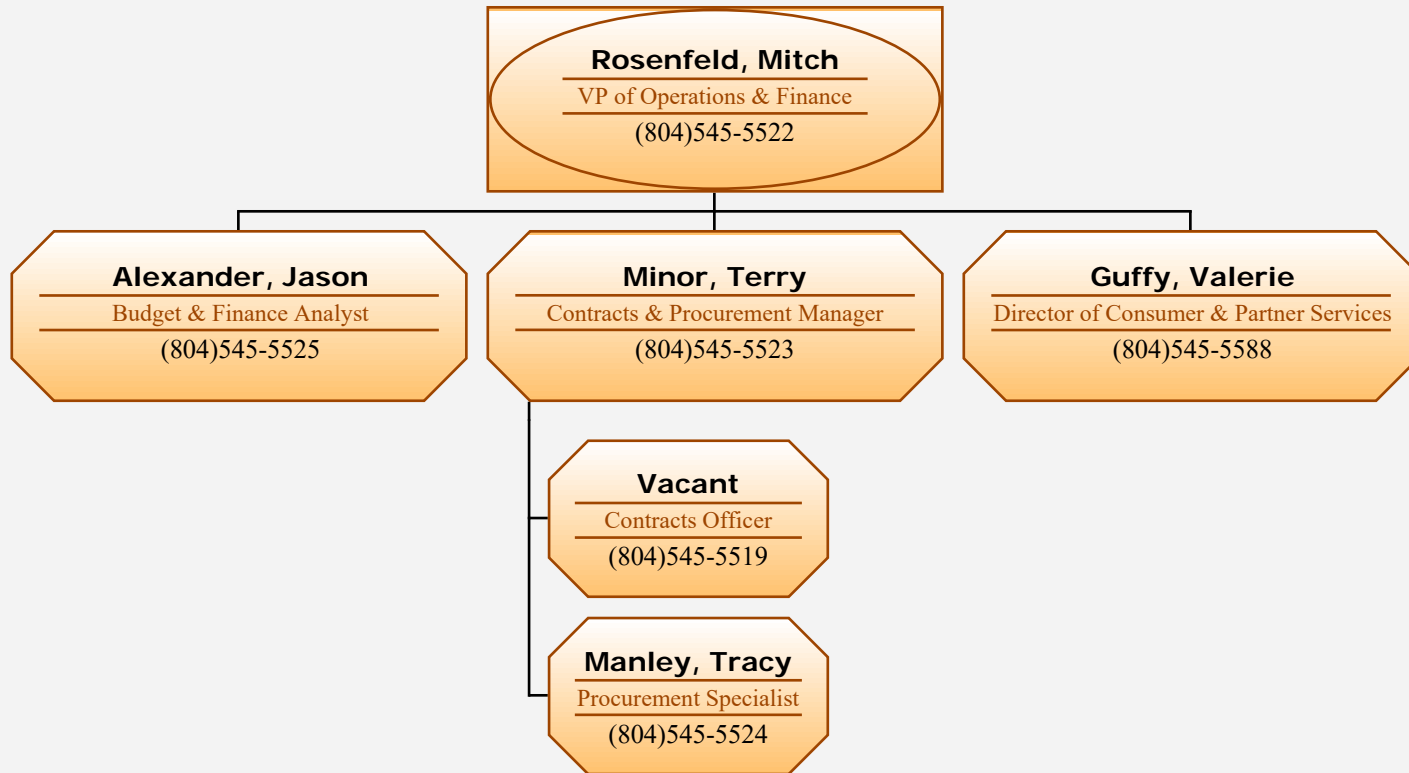 Rosenfeld, Mitch
VP of Operations & Finance
(804)545-5522
Alexander, Jason
Budget & Finance Analyst
(804)545-5525
Minor, Terry
Contracts & Procurement Manager
(804)545-5523
Guffy, Valerie
Director of Consumer & Partner Services
(804)545-5588
Vacant
Contracts Officer
(804)545-5519
Manley, Tracy
Procurement Specialist
(804)545-5524